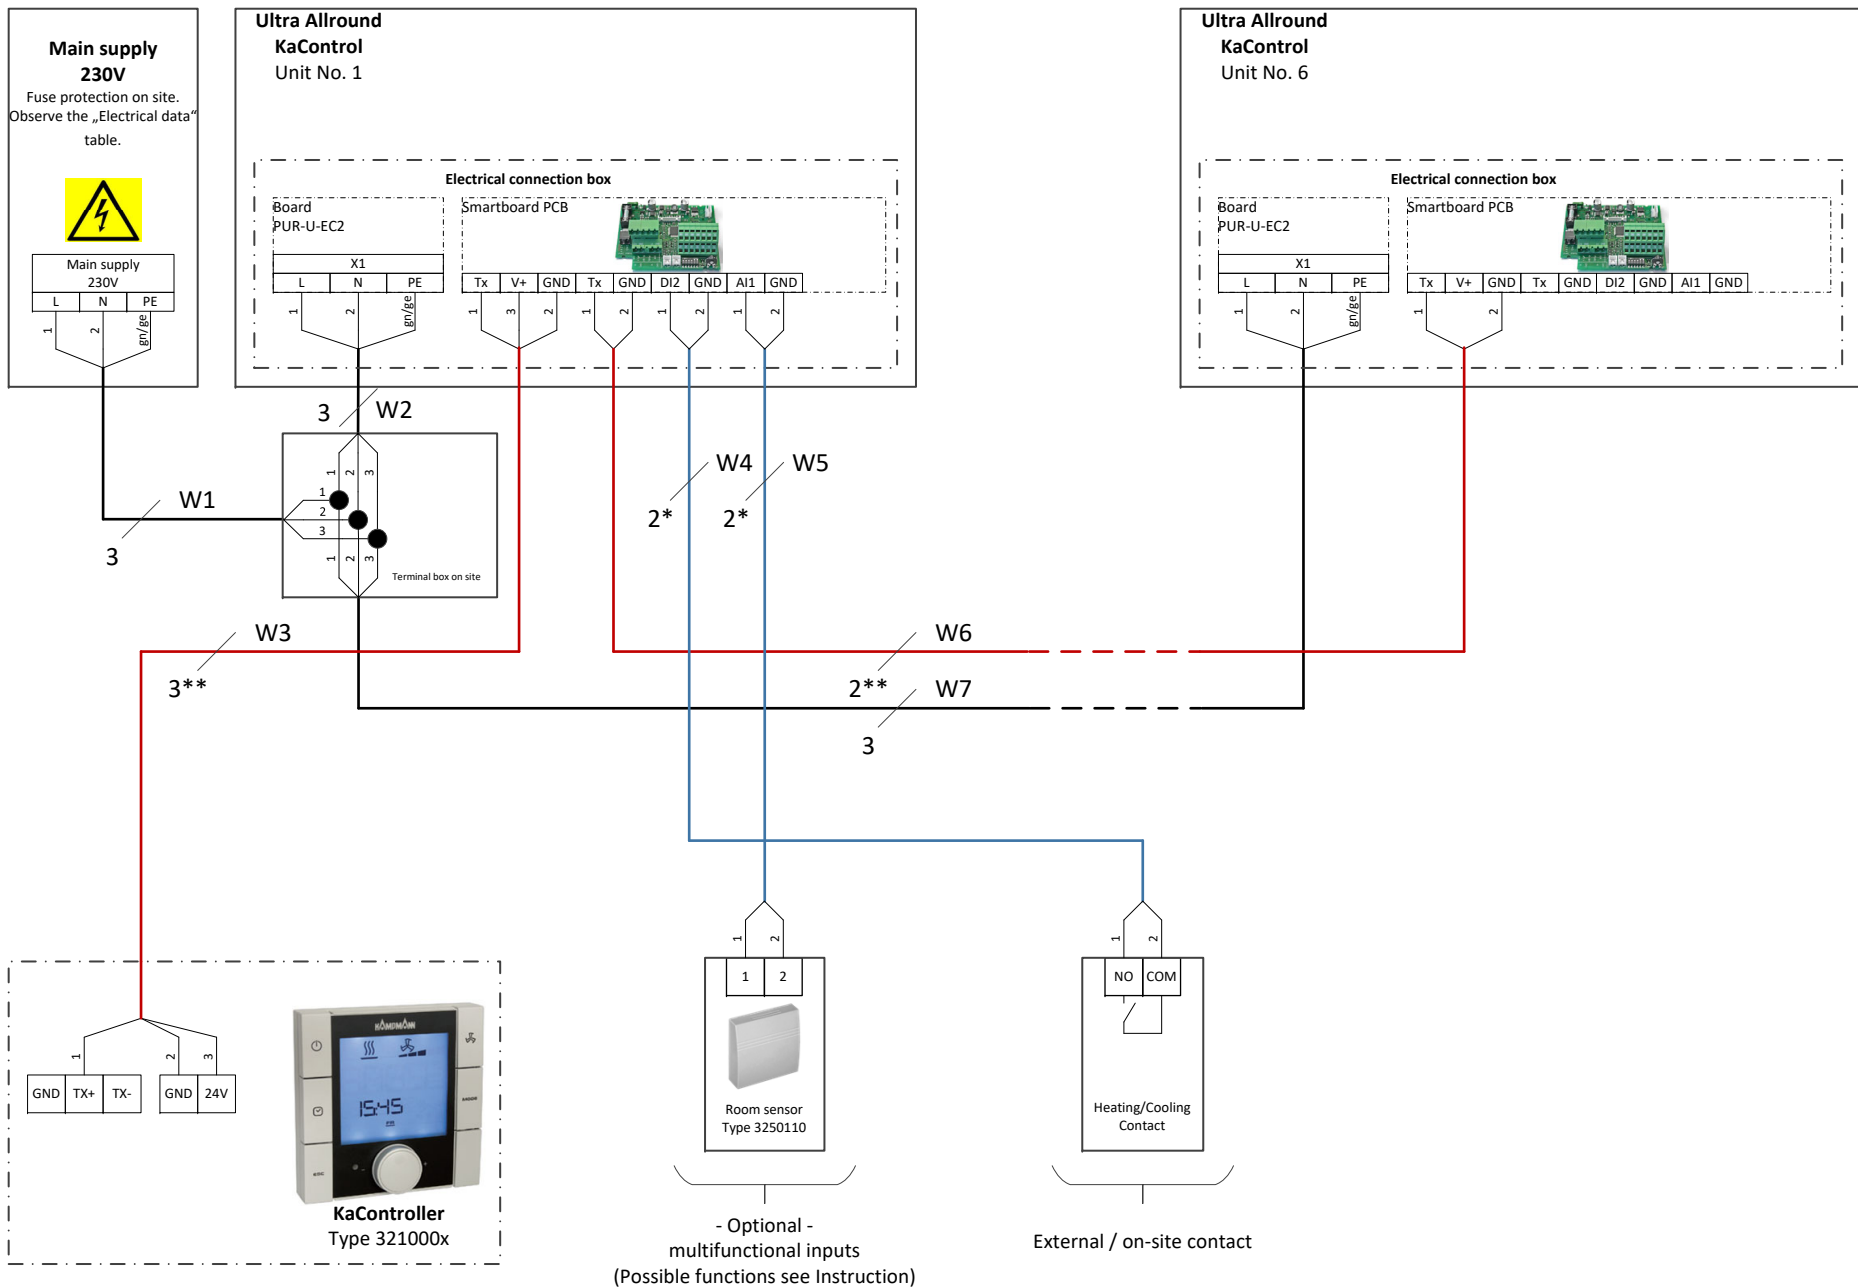 Main supply
230V
Fuse protection on site.
Observe the „Electrical data“
table.
Main supply
230V
L N PE
1 2 gn/ge
Ultra Allround
KaControl
Unit No. 1
Electrical connection box
Board
PUR-U-EC2
X1
L N PE
1 2 gn/ge
Smartboard PCB
Tx V+ GND Tx GND DI2 GND AI1 GND
1 3 2 1 2 1 2 1 2
Ultra Allround
KaControl
Unit No. 6
Electrical connection box
Board
PUR-U-EC2
X1
L N PE
1 2 gn/ge
Smartboard PCB
Tx V+ GND Tx GND DI2 GND AI1 GND
1 2
3 W2
W1
3
1 2 3
1
2
3
1 2 3
Terminal box on site
W4
2*
W5
2*
W3
3**
W6
2**
W7
3
1 2 3
GND TX+ TX- GND 24V
KAMPMANN
15:45
ESC
KaController
Type 321000x
1 2
1 2
Room sensor
Type 3250110
- Optional -
multifunctional inputs
(Possible functions see Instruction)
1 2
NO COM
Heating/Cooling
Contact
External / on-site contact